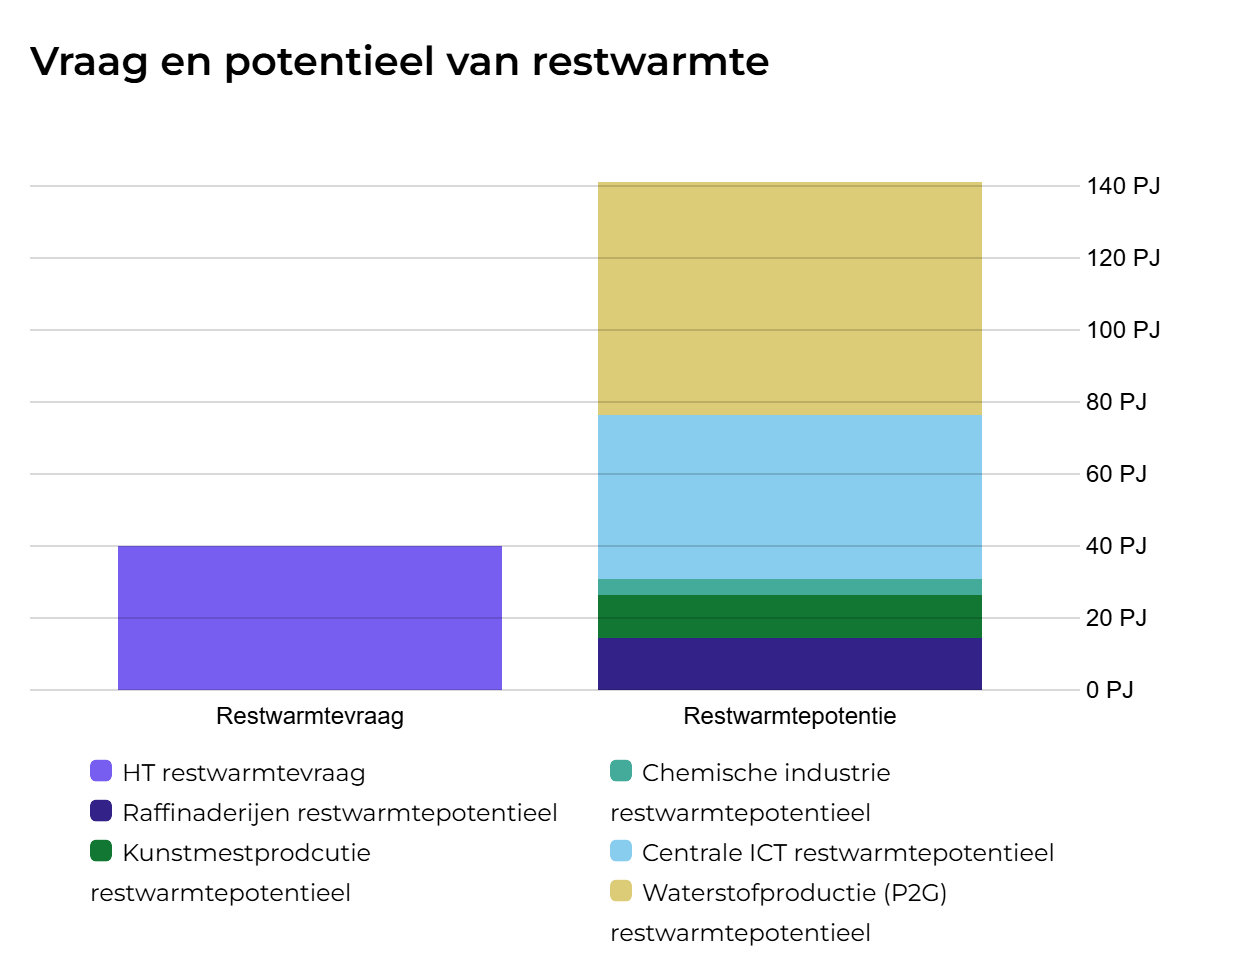 Vraag en potentieel van restwarmte
140 PJ
120 PJ
100 PJ
80 PJ
60 PJ
40 PJ
20 PJ
0 PJ
Restwarmtevraag
Restwarmtepotentie
HT restwarmtevraag
Raffinaderijen restwarmtepotentieel
Kunstmestprodcutie
restwarmtepotentieel
Chemische industrie
restwarmtepotentieel
Centrale ICT restwarmtepotentieel
Waterstofproductie (P2G)
restwarmtepotentieel